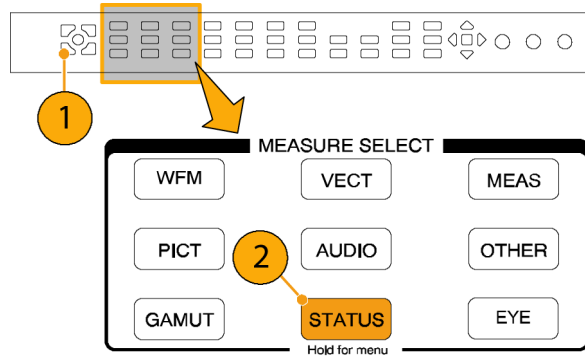 1
MEASURE SELECT
WFM VECT MEAS
PICT 2 AUDIO OTHER
GAMUT STATUS EYE
Hold for menu